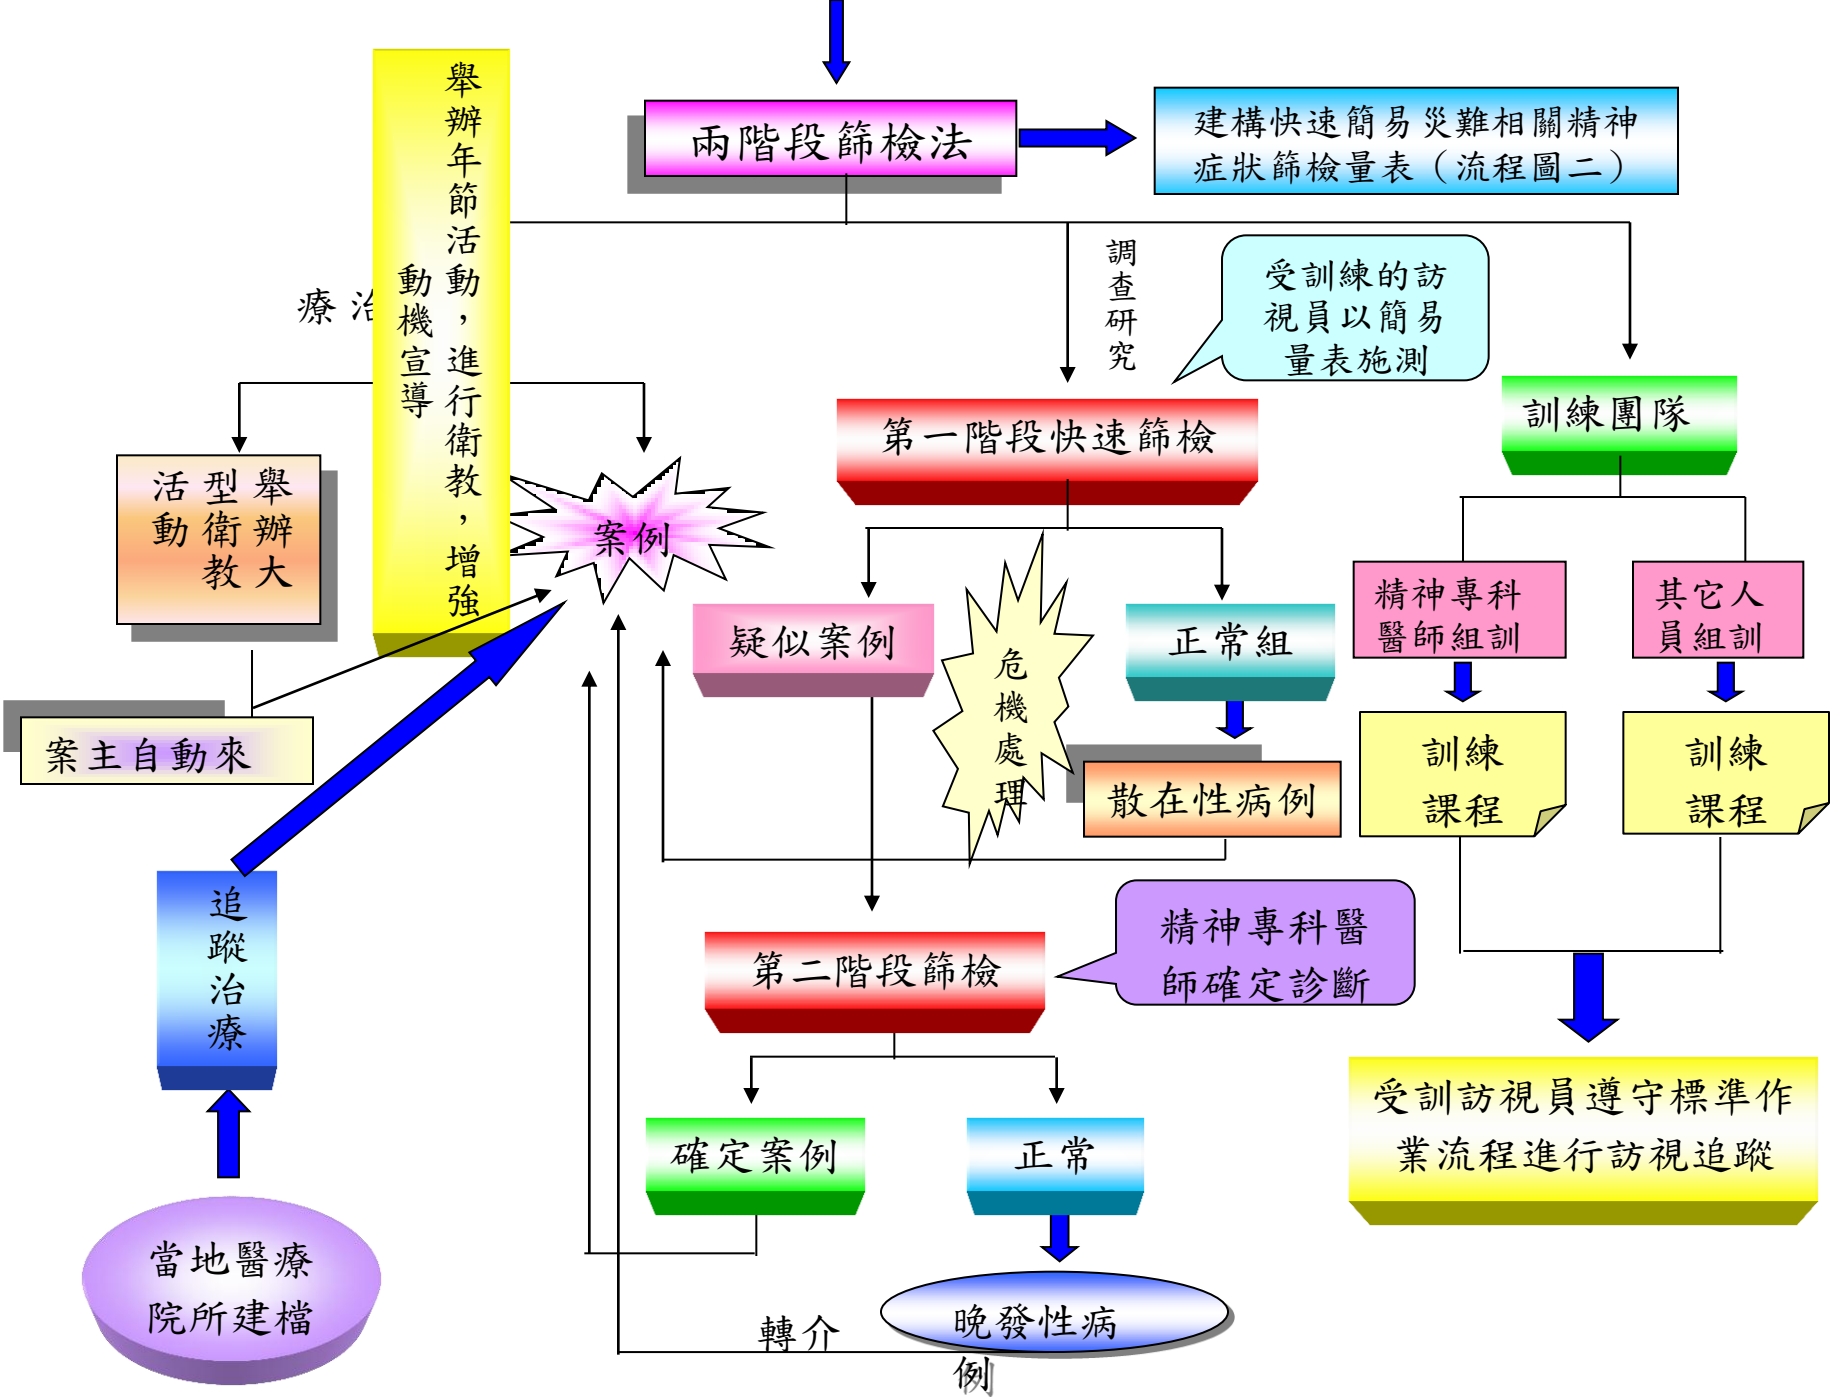 兩階段篩檢法
建構快速簡易災難相關精神
症狀篩檢量表（流程圖二）
舉辦年節活動，進行衛教，增強
動機宣導
療治
調查研究
受訓練的訪
視員以簡易
量表施測
第一階段快速篩檢
訓練團隊
舉辦大
型衛教
活動
案例
疑似案例
危機處理
正常組
精神專科
醫師組訓
其它人
員組訓
案主自動來
散在性病例
訓練
課程
訓練
課程
追蹤治療
第二階段篩檢
精神專科醫
師確定診斷
確定案例
正常
受訓訪視員遵守標準作
業流程進行訪視追蹤
當地醫療
院所建檔
轉介
晚發性病
例